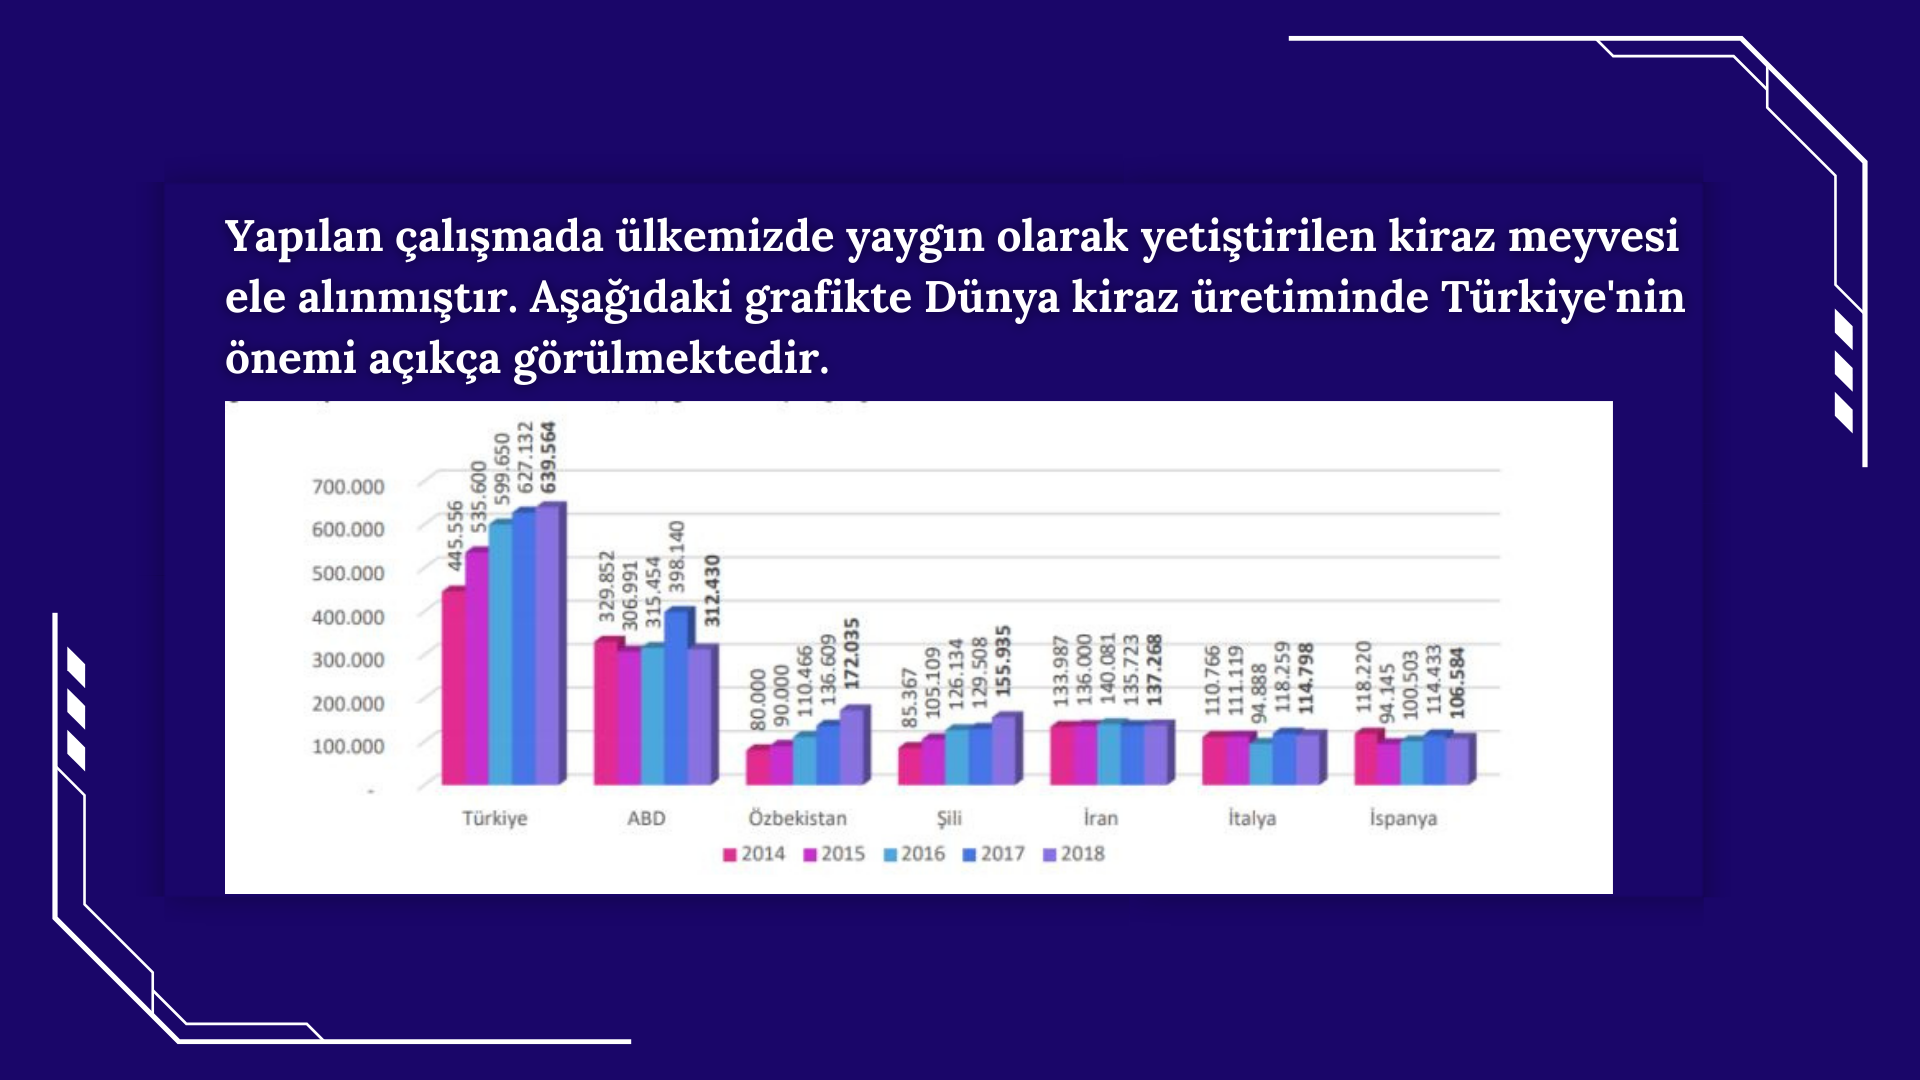 Yapılan çalışmada ülkemizde yaygın olarak yetiştirilen kiraz meyvesi
ele alınmıştır. Aşağıdaki grafikte Dünya kiraz üretiminde Türkiye'nin
önemi açıkça görülmektedir.
700.000
600.000
500.000
400.000
300.000
200.000
100.000
-
445.556 535.600 599.650 627.132 639.564
329.852 306.991 315.454 398.140 312.430
80.000 90.000 110.466 136.609 172.035
85.367 105.109 126.134 129.508 155.935
133.987 136.000 140.081 135.723 137.268
110.766 111.119 94.888 118.259 114.798
118.220 94.145 100.503 114.433 106.584
Türkiye ABD Özbekistan Şili İran İtalya İspanya
2014 2015 2016 2017 2018